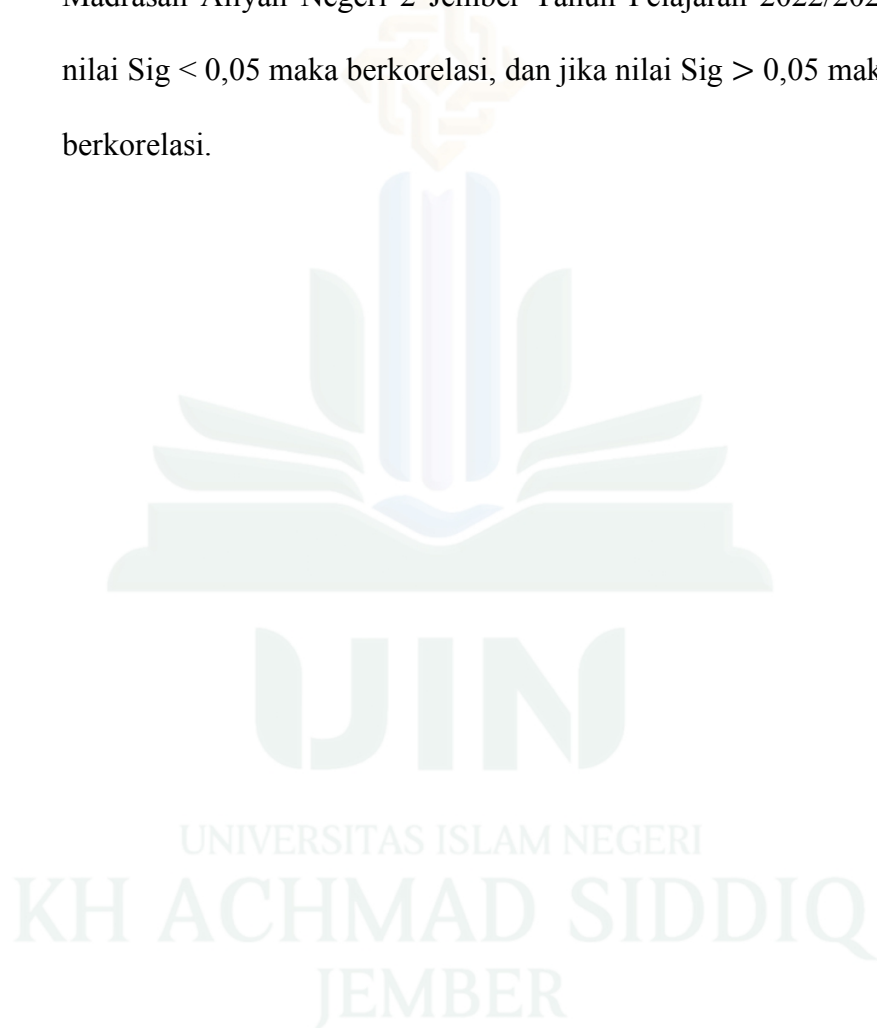 Madrasah Aliyah Negeri 2 Jember Tahun Pelajaran 2022/202
nilai Sig < 0,05 maka berkorelasi, dan jika nilai Sig > 0,05 mak
berkorelasi.
UIN
UNIVERSITAS ISLAM NEGERI
KH ACHMAD SIDDIQ
JEMBER